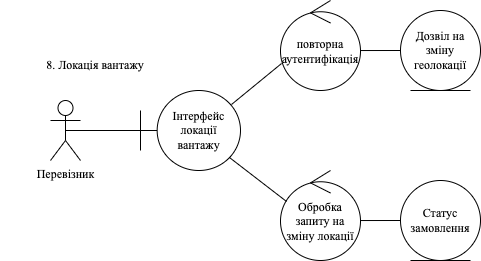 8. Локація вантажу
Перевізник
Інтерфейс
локації
вантажу
повторна
аутентифікація
Дозвіл на
зміну
геолокації
Обробка
запиту на
зміну локації
Статус
замовлення